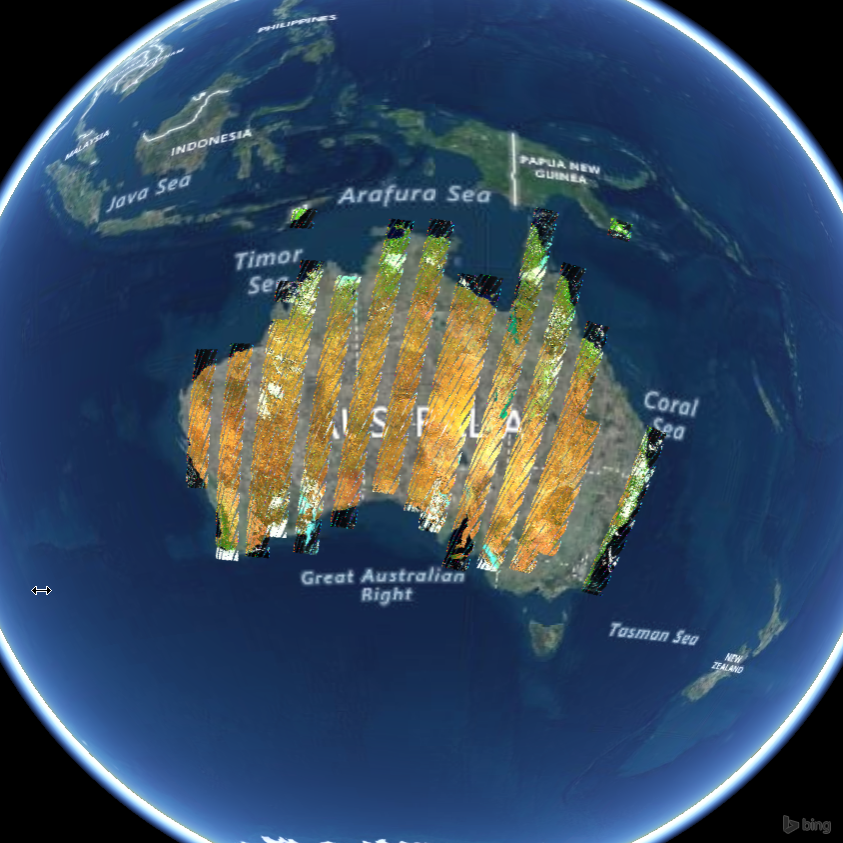 PHILIPPINES
MALAYSIA
INDONESIA
PAPUA NEW
GUINEA
Java Sea
Arafura Sea
Timor
Sea
AUSTRALIA
Coral
Sea
Great Australian
Bight
Tasman Sea
NEW
ZEALAND
bing